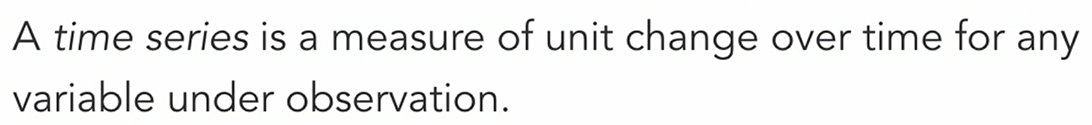 A time series is a measure of unit change over time for any
variable under observation.